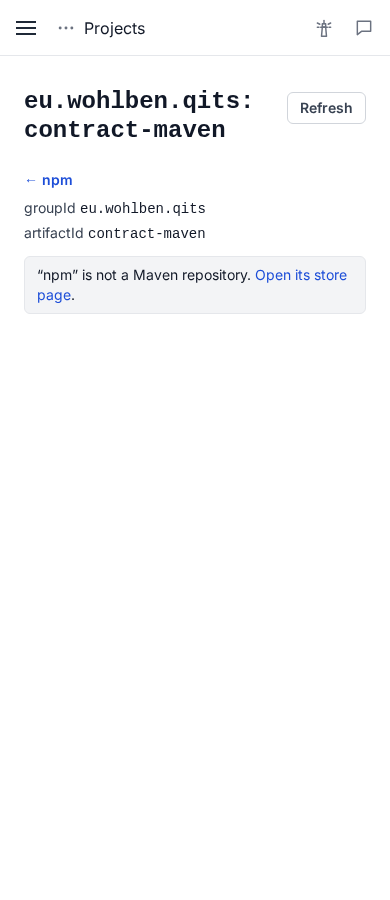 Projects
eu.wohlben.qits:
contract-maven
Refresh
← npm
groupId eu.wohlben.qits
artifactId contract-maven
“npm” is not a Maven repository. Open its store
page.